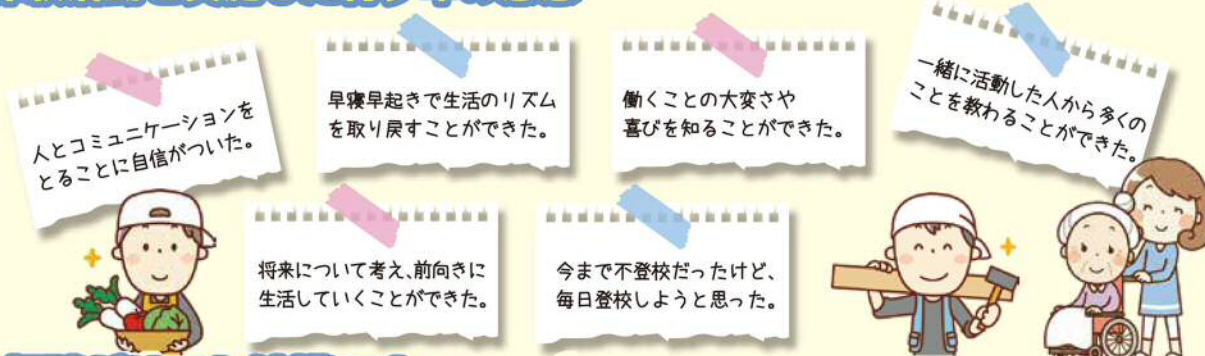 人とコミュニケーションを
とることに自信がついた。
早寝早起きで生活のリズム
を取り戻すことができた。
働くことの大変さや
喜びを知ることができた。
一緒に活動した人から多くの
ことを教わることができた。
将来について考え、前向きに
生活していくことができた。
今まで不登校だったけど、
毎日登校しようと思った。